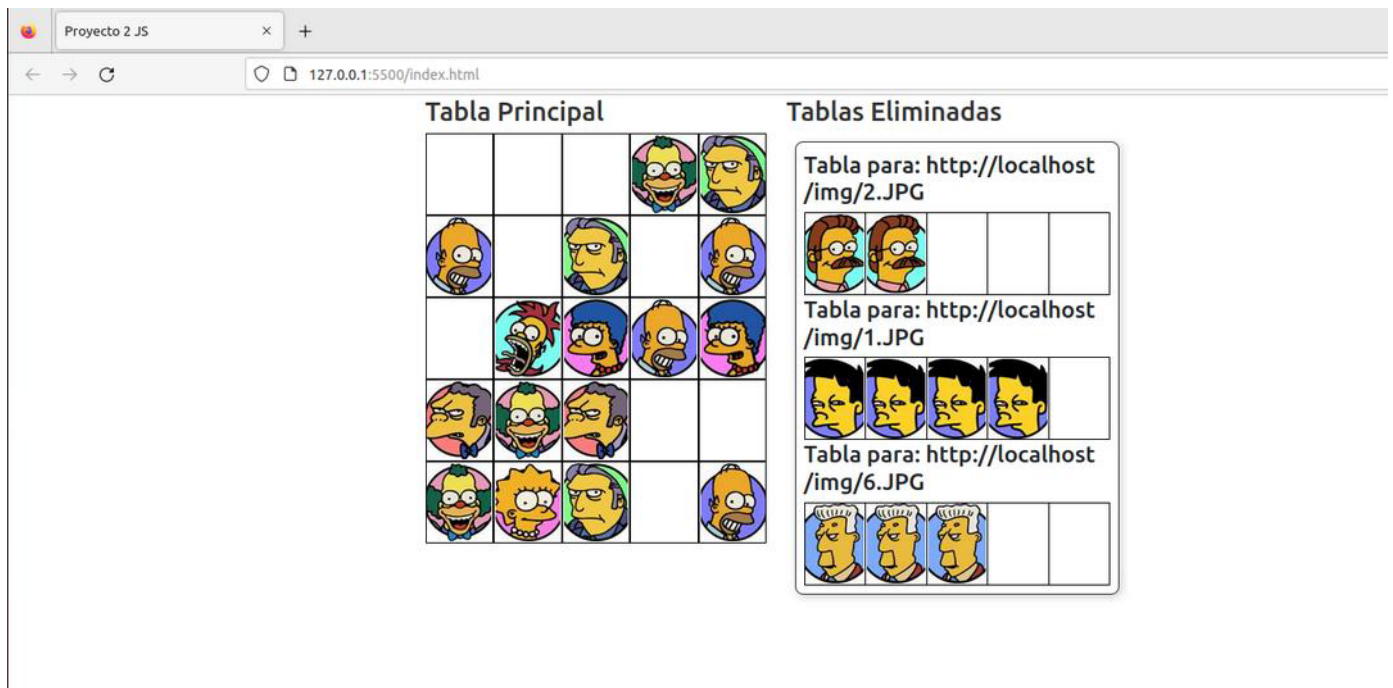 Proyecto 2 JS
127.0.0.1:5500/index.html
Tabla Principal
Tablas Eliminadas
Tabla para: http://localhost
/img/2.JPG
Tabla para: http://localhost
/img/1.JPG
Tabla para: http://localhost
/img/6.JPG